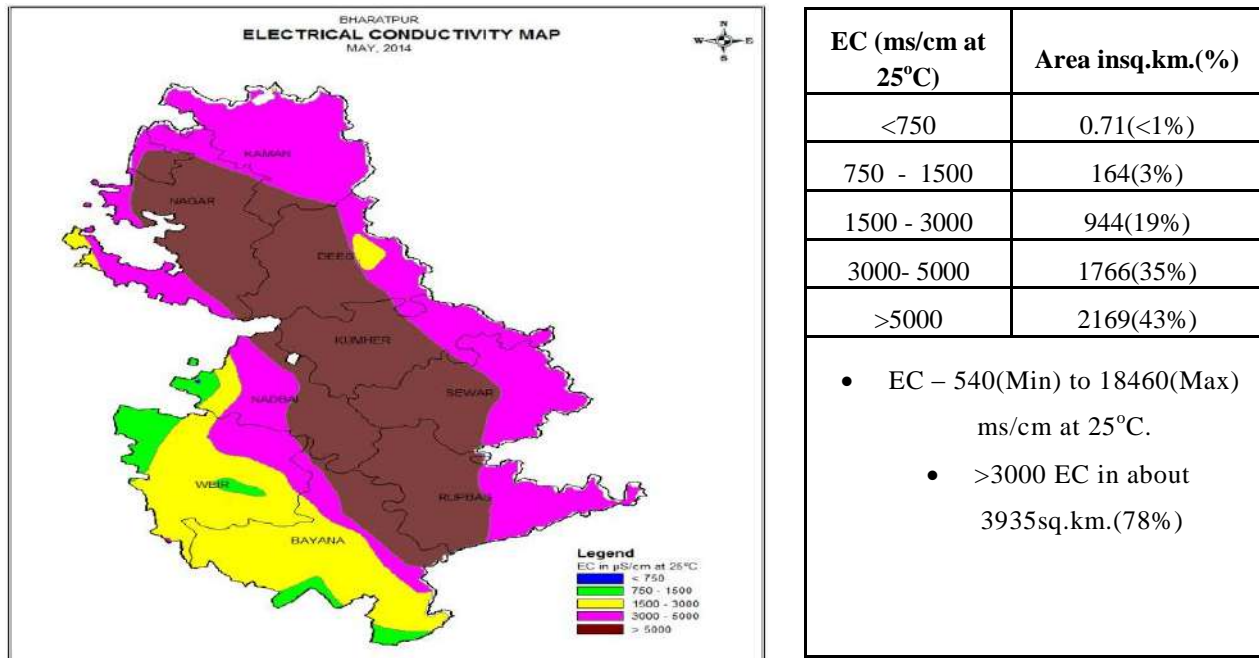 BHARATPUR
ELECTRICAL CONDUCTIVITY MAP
MAY, 2014
N
W E
S
KAMAN
NAGAR
DEEG
KUMHER
SEWAR
NADBAI
WEIR
RUPBAS
BAYANA
Legend
EC in µS/cm at 25°C
< 750
750 - 1500
1500 - 3000
3000 - 5000
> 5000
EC (ms/cm at
25°C)
Area insq.km.(%)
<750 0.71(<1%)
750 - 1500 164(3%)
1500 - 3000 944(19%)
3000- 5000 1766(35%)
>5000 2169(43%)
• EC – 540(Min) to 18460(Max)
ms/cm at 25°C.
• >3000 EC in about
3935sq.km.(78%)